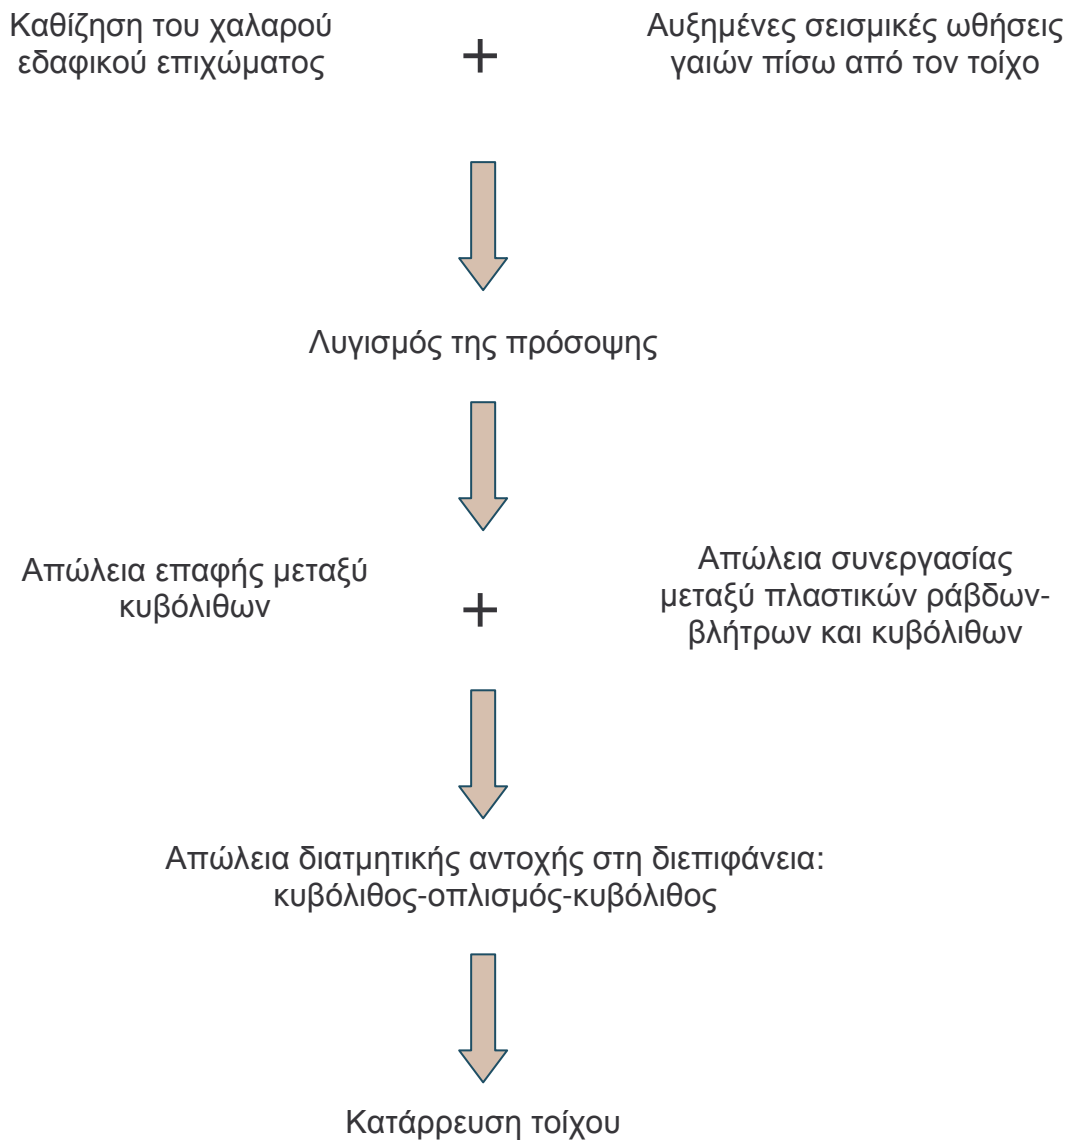 Καθίζηση του χαλαρού
εδαφικού επιχώματος
+
Αυξημένες σεισμικές ωθήσεις
γαιών πίσω από τον τοίχο
Λυγισμός της πρόσοψης
Απώλεια επαφής μεταξύ
κυβόλιθων
+
Απώλεια συνεργασίας
μεταξύ πλαστικών ράβδων-
βλήτρων και κυβόλιθων
Απώλεια διατμητικής αντοχής στη διεπιφάνεια:
κυβόλιθος-οπλισμός-κυβόλιθος
Κατάρρευση τοίχου